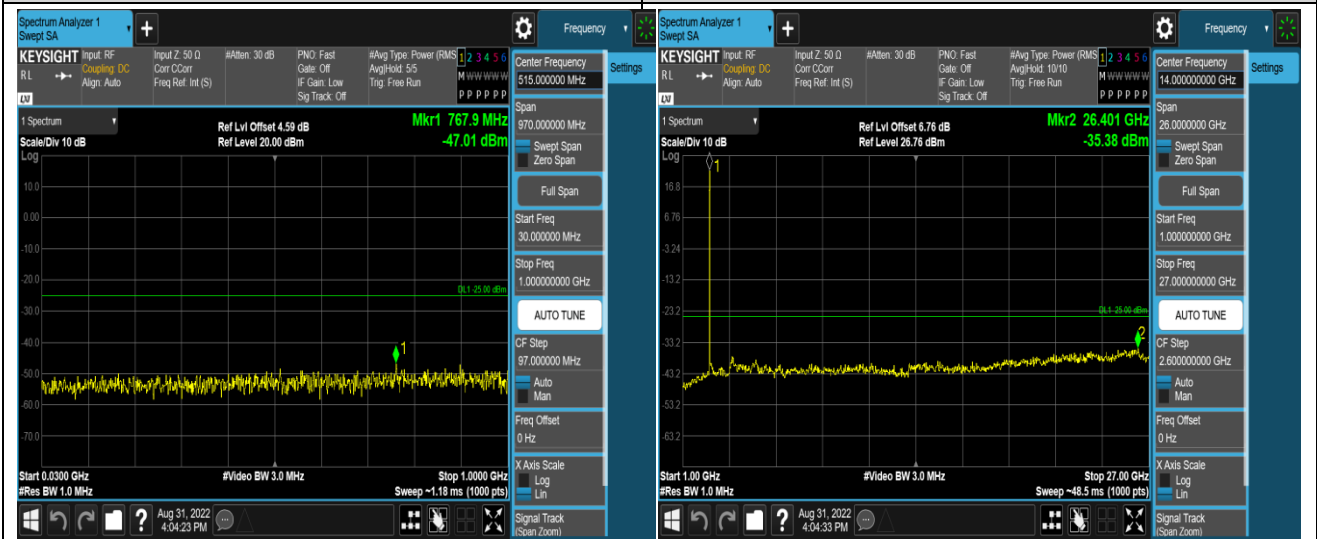 Spectrum Analyzer 1
Swept SA
+
Frequency
KEYSIGHT
RL
LXI
Input: RF
Coupling: DC
Align: Auto
Input Z: 50 Ω
Corr CCorr
Freq Ref: Int (S)
#Atten: 30 dB
PNO: Fast
Gate: Off
IF Gain: Low
Sig Track: Off
#Avg Type: Power (RMS
Avg|Hold: 5/5
Trig: Free Run
1 2 3 4 5 6
M W W W W W
P P P P P P
Center Frequency
515.000000 MHz
Settings
Span
970.000000 MHz
Swept Span
Zero Span
Full Span
Start Freq
30.000000 MHz
Stop Freq
1.000000000 GHz
AUTO TUNE
CF Step
97.000000 MHz
Auto
Man
Freq Offset
0 Hz
X Axis Scale
Log
Lin
Signal Track
(Span Zoom)
1 Spectrum
Scale/Div 10 dB
Log
Ref Lvl Offset 4.59 dB
Ref Level 20.00 dBm
Mkr1 767.9 MHz
-47.01 dBm
10.0
0.00
-10.0
-20.0
DL1 -25.00 dBm
-30.0
-40.0
1
-50.0
-60.0
-70.0
Start 0.0300 GHz
#Res BW 1.0 MHz
#Video BW 3.0 MHz
Stop 1.0000 GHz
Sweep ~1.18 ms (1000 pts)
?
Aug 31, 2022
4:04:23 PM
Spectrum Analyzer 1
Swept SA
+
Frequency
KEYSIGHT
RL
LXI
Input: RF
Coupling: DC
Align: Auto
Input Z: 50 Ω
Corr CCorr
Freq Ref: Int (S)
#Atten: 30 dB
PNO: Fast
Gate: Off
IF Gain: Low
Sig Track: Off
#Avg Type: Power (RMS
Avg|Hold: 10/10
Trig: Free Run
1 2 3 4 5 6
M W W W W W
P P P P P P
Center Frequency
14.000000000 GHz
Settings
Span
26.0000000 GHz
Swept Span
Zero Span
Full Span
Start Freq
1.000000000 GHz
Stop Freq
27.000000000 GHz
AUTO TUNE
CF Step
2.600000000 GHz
Auto
Man
Freq Offset
0 Hz
X Axis Scale
Log
Lin
Signal Track
(Span Zoom)
1 Spectrum
Scale/Div 10 dB
Log
Ref Lvl Offset 6.76 dB
Ref Level 26.76 dBm
Mkr2 26.401 GHz
-35.38 dBm
1
16.8
6.76
-3.24
-13.2
-23.2
DL1 -25.00 dBm
2
-33.2
-43.2
-53.2
-63.2
Start 1.00 GHz
#Res BW 1.0 MHz
#Video BW 3.0 MHz
Stop 27.00 GHz
Sweep ~48.5 ms (1000 pts)
?
Aug 31, 2022
4:04:33 PM